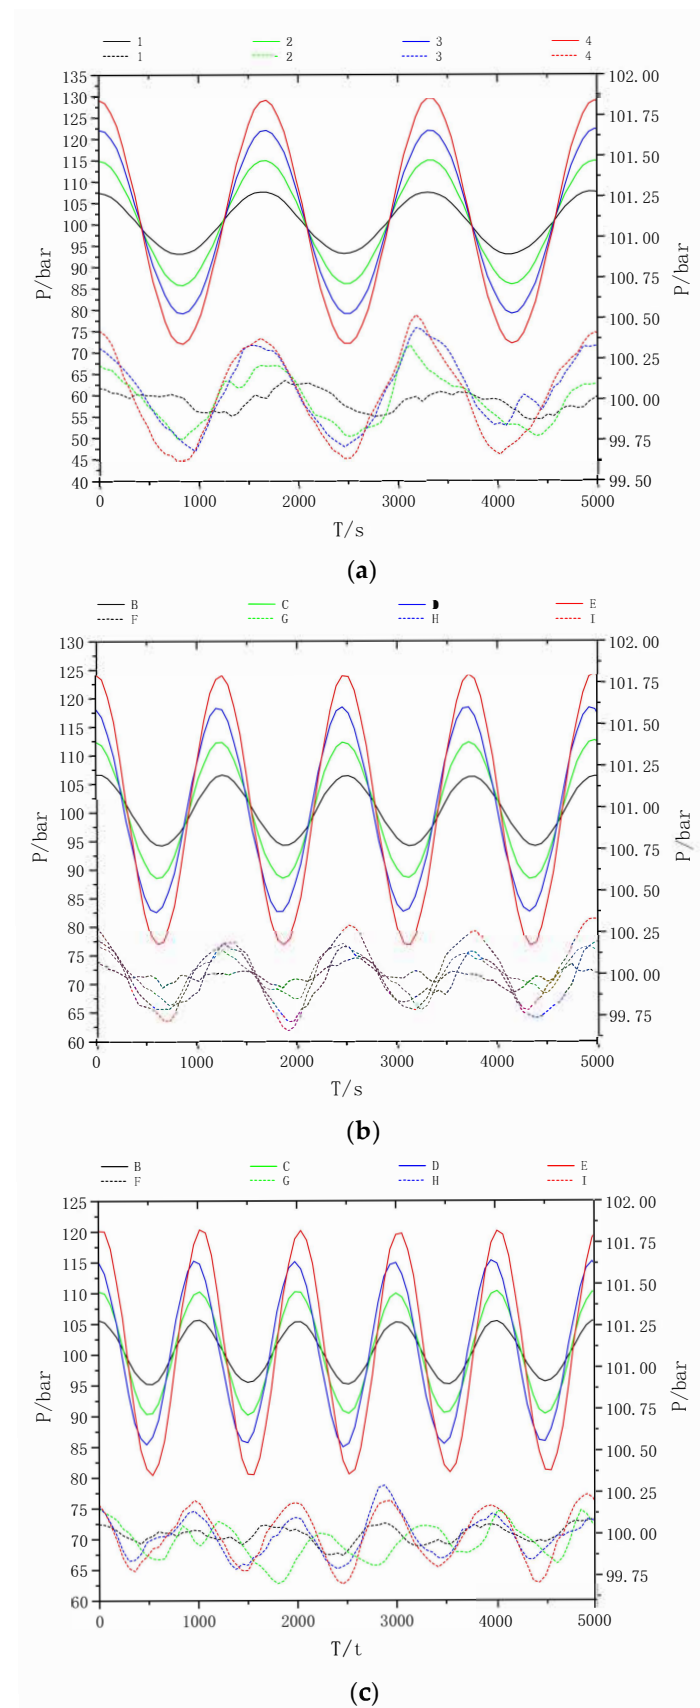 1 2 3 4
1 2 3 4
135 102.00
130
125 101.75
120
115 101.50
110
105 101.25
100 101.00
95
90 100.75
85
80 100.50
75
70 100.25
65
60 100.00
55
50 99.75
45
40 99.50
P/bar P/bar
0 1000 2000 3000 4000 5000
T/s
(a)
B C D E
F G H I
130 102.00
125 101.75
120
115 101.50
110 101.25
105
100 101.00
95
90 100.75
85 100.50
80
75 100.25
70 100.00
65 99.75
60
P/bar P/bar
0 1000 2000 3000 4000 5000
T/s
(b)
B C D E
F G H I
125 102.00
120 101.75
115 101.50
110
105 101.25
100 101.00
95
90 100.75
85 100.50
80
75 100.25
70 100.00
65 99.75
60
P/bar P/bar
0 1000 2000 3000 4000 5000
T/t
(c)